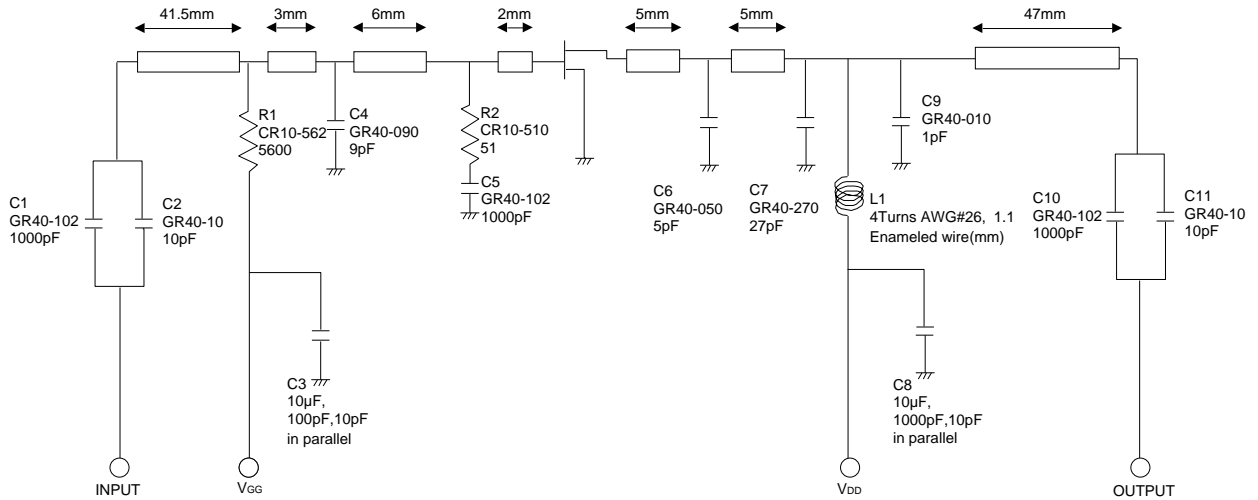 41.5mm
3mm
6mm
2mm
5mm
5mm
47mm
R1
CR10-562
5600
C4
GR40-090
9pF
R2
CR10-510
51
C5
GR40-102
1000pF
C1
GR40-102
1000pF
C2
GR40-10
10pF
C3
10µF,
100pF,10pF
in parallel
C6
GR40-050
5pF
C7
GR40-270
27pF
C9
GR40-010
1pF
L1
4Turns AWG#26, 1.1
Enameled wire(mm)
C8
10µF,
1000pF,10pF
in parallel
C10
GR40-102
1000pF
C11
GR40-10
10pF
INPUT
VGG
VDD
OUTPUT